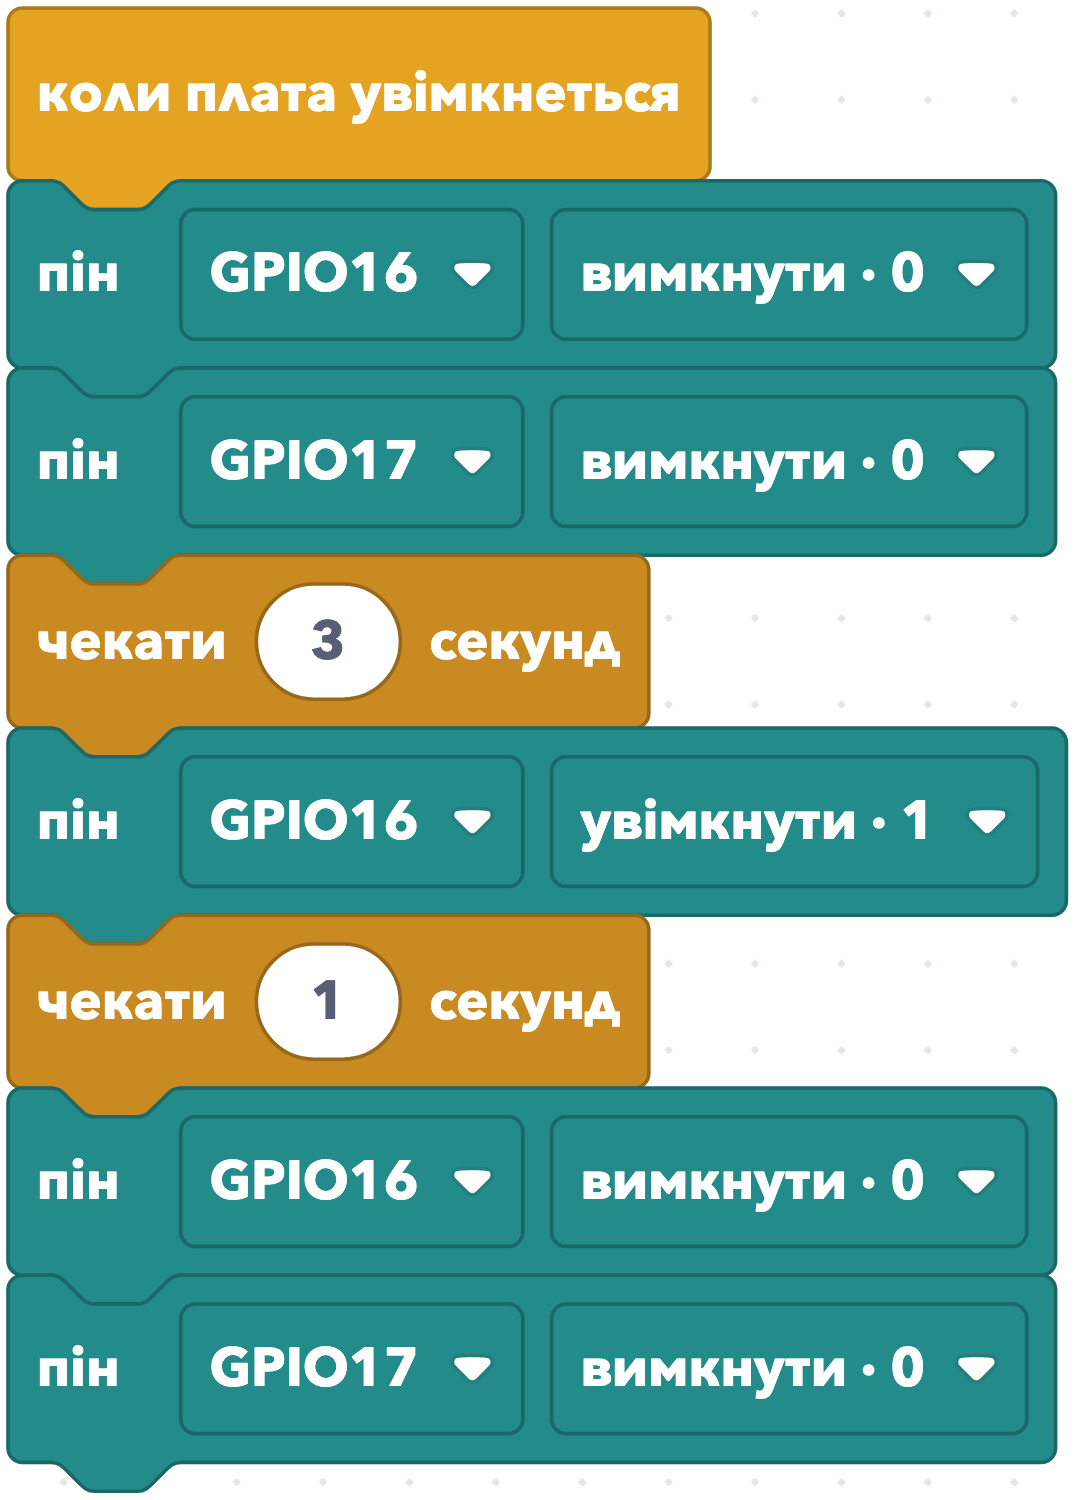 коли плата увімкнеться
пін GPIO16 вимкнути · 0
пін GPIO17 вимкнути · 0
чекати 3 секунд
пін GPIO16 увімкнути · 1
чекати 1 секунд
пін GPIO16 вимкнути · 0
пін GPIO17 вимкнути · 0